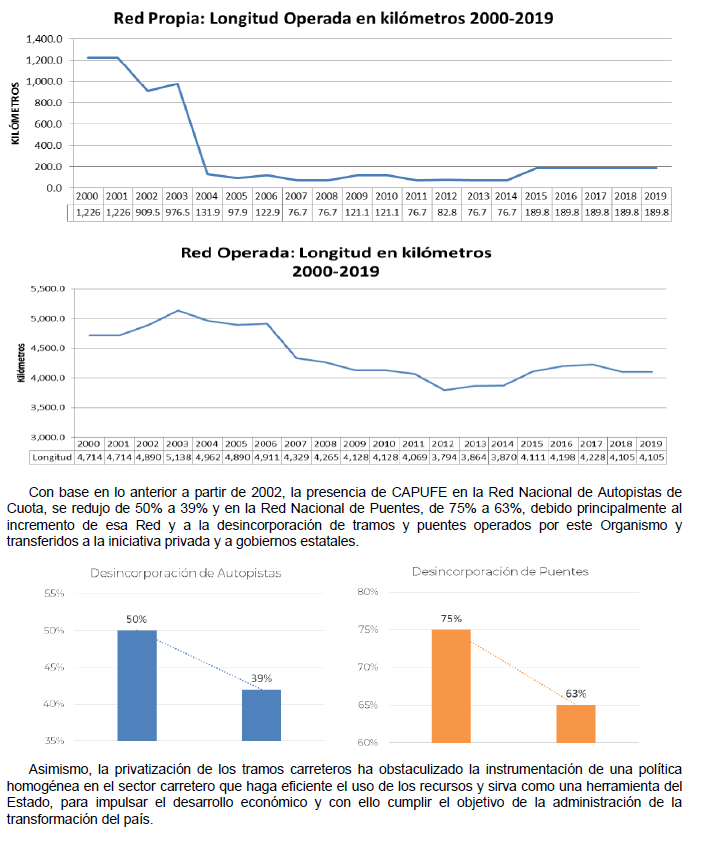 Red Propia: Longitud Operada en kilómetros 2000-2019
KILÓMETROS
1,400.0
1,200.0
1,000.0
800.0
600.0
400.0
200.0
0.0
2000 2001 2002 2003 2004 2005 2006 2007 2008 2009 2010 2011 2012 2013 2014 2015 2016 2017 2018 2019
1,226 1,226 909.5 976.5 131.9 97.9 122.9 76.7 76.7 121.1 121.1 76.7 82.8 76.7 76.7 189.8 189.8 189.8 189.8 189.8
Red Operada: Longitud en kilómetros
2000-2019
Kilómetros
5,500.0
5,000.0
4,500.0
4,000.0
3,500.0
3,000.0
2000 2001 2002 2003 2004 2005 2006 2007 2008 2009 2010 2011 2012 2013 2014 2015 2016 2017 2018 2019
Longitud 4,714 4,714 4,890 5,138 4,962 4,890 4,911 4,329 4,265 4,128 4,128 4,069 3,794 3,864 3,870 4,111 4,198 4,228 4,105 4,105
Con base en lo anterior a partir de 2002, la presencia de CAPUFE en la Red Nacional de Autopistas de
Cuota, se redujo de 50% a 39% y en la Red Nacional de Puentes, de 75% a 63%, debido principalmente al
incremento de esa Red y a la desincorporación de tramos y puentes operados por este Organismo y
transferidos a la iniciativa privada y a gobiernos estatales.
Desincorporación de Autopistas
55%
50%
45%
40%
35%
50%
39%
Desincorporación de Puentes
80%
75%
70%
65%
60%
75%
63%
Asimismo, la privatización de los tramos carreteros ha obstaculizado la instrumentación de una política
homogénea en el sector carretero que haga eficiente el uso de los recursos y sirva como una herramienta del
Estado, para impulsar el desarrollo económico y con ello cumplir el objetivo de la administración de la
transformación del país.